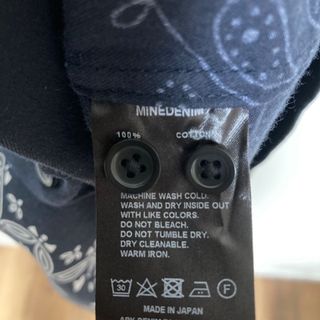 MINEDENIM
100% COTTON
MACHINE WASH COLD.
WASH AND DRY INSIDE OUT
WITH LIKE COLORS.
DO NOT BLEACH.
DO NOT TUMBLE DRY.
DRY CLEANABLE.
WARM IRON.
30
MADE IN JAPAN